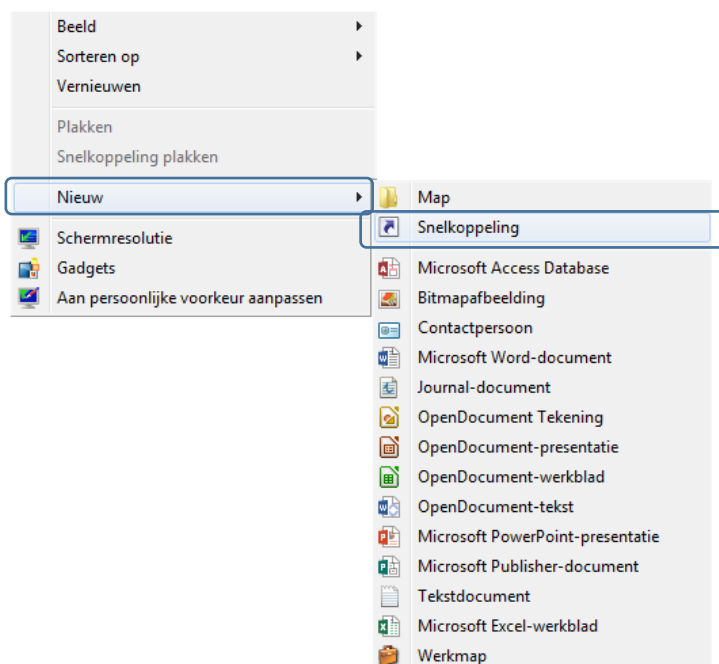 Beeld
Sorteren op
Vernieuwen
Plakken
Snelkoppeling plakken
Nieuw
Schermresolutie
Gadgets
Aan persoonlijke voorkeur aanpassen
Map
Snelkoppeling
Microsoft Access Database
Bitmapafbeelding
Contactpersoon
Microsoft Word-document
Journal-document
OpenDocument Tekening
OpenDocument-presentatie
OpenDocument-werkblad
OpenDocument-tekst
Microsoft PowerPoint-presentatie
Microsoft Publisher-document
Tekstdocument
Microsoft Excel-werkblad
Werkmap